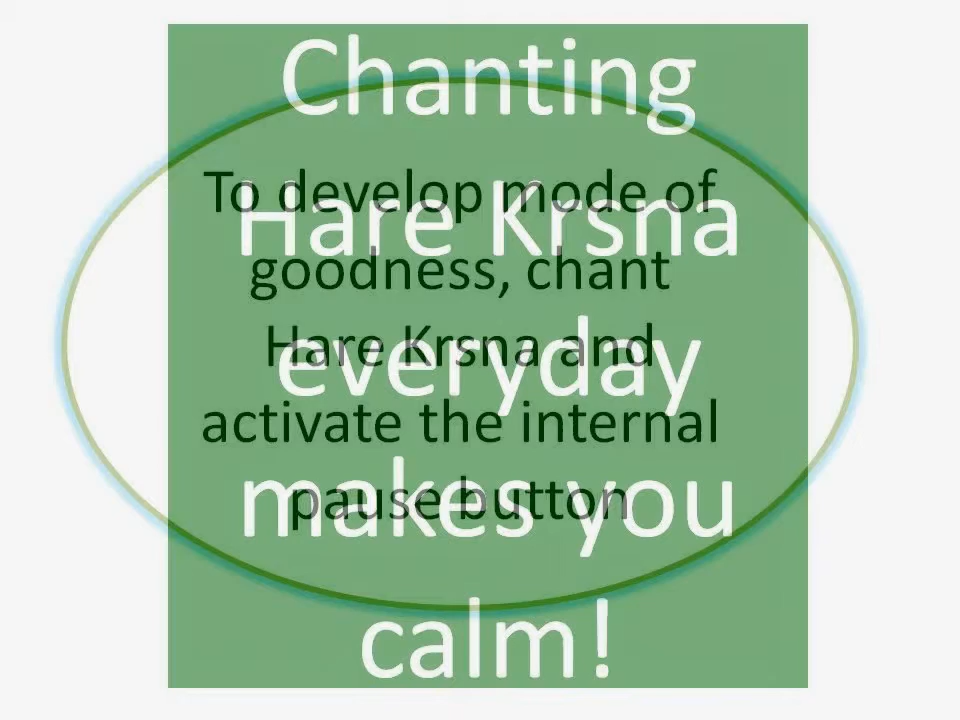 Chanting
Hare Krsna
everyday
makes you
calm!
To develop mode of
goodness, chant
Hare Krsna and
activate the internal
pause button